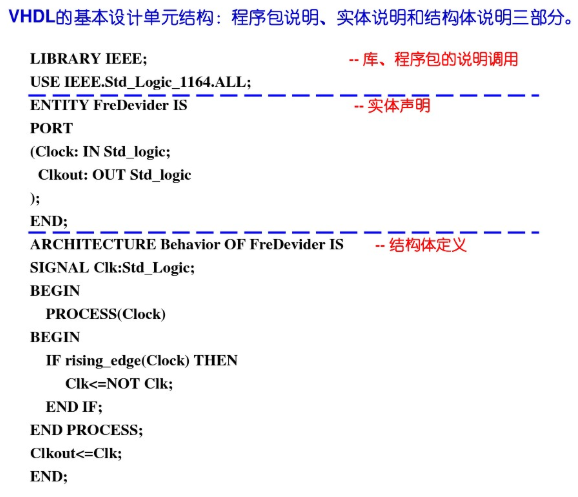 VHDL的基本设计单元结构：程序包说明、实体说明和结构体说明三部分。
LIBRARY IEEE; -- 库、程序包的说明调用
USE IEEE.Std_Logic_1164.ALL;
ENTITY FreDevider IS -- 实体声明
PORT
(Clock: IN Std_logic;
Clkout: OUT Std_logic
);
END;
ARCHITECTURE Behavior OF FreDevider IS -- 结构体定义
SIGNAL Clk:Std_Logic;
BEGIN
PROCESS(Clock)
BEGIN
IF rising_edge(Clock) THEN
Clk<=NOT Clk;
END IF;
END PROCESS;
Clkout<=Clk;
END;